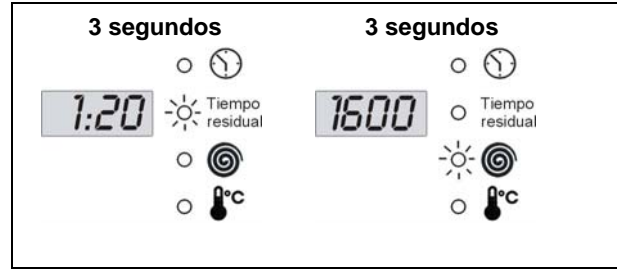 3 segundos
3 segundos
1:20
Tiempo
residual
°C
1600
Tiempo
residual
°C